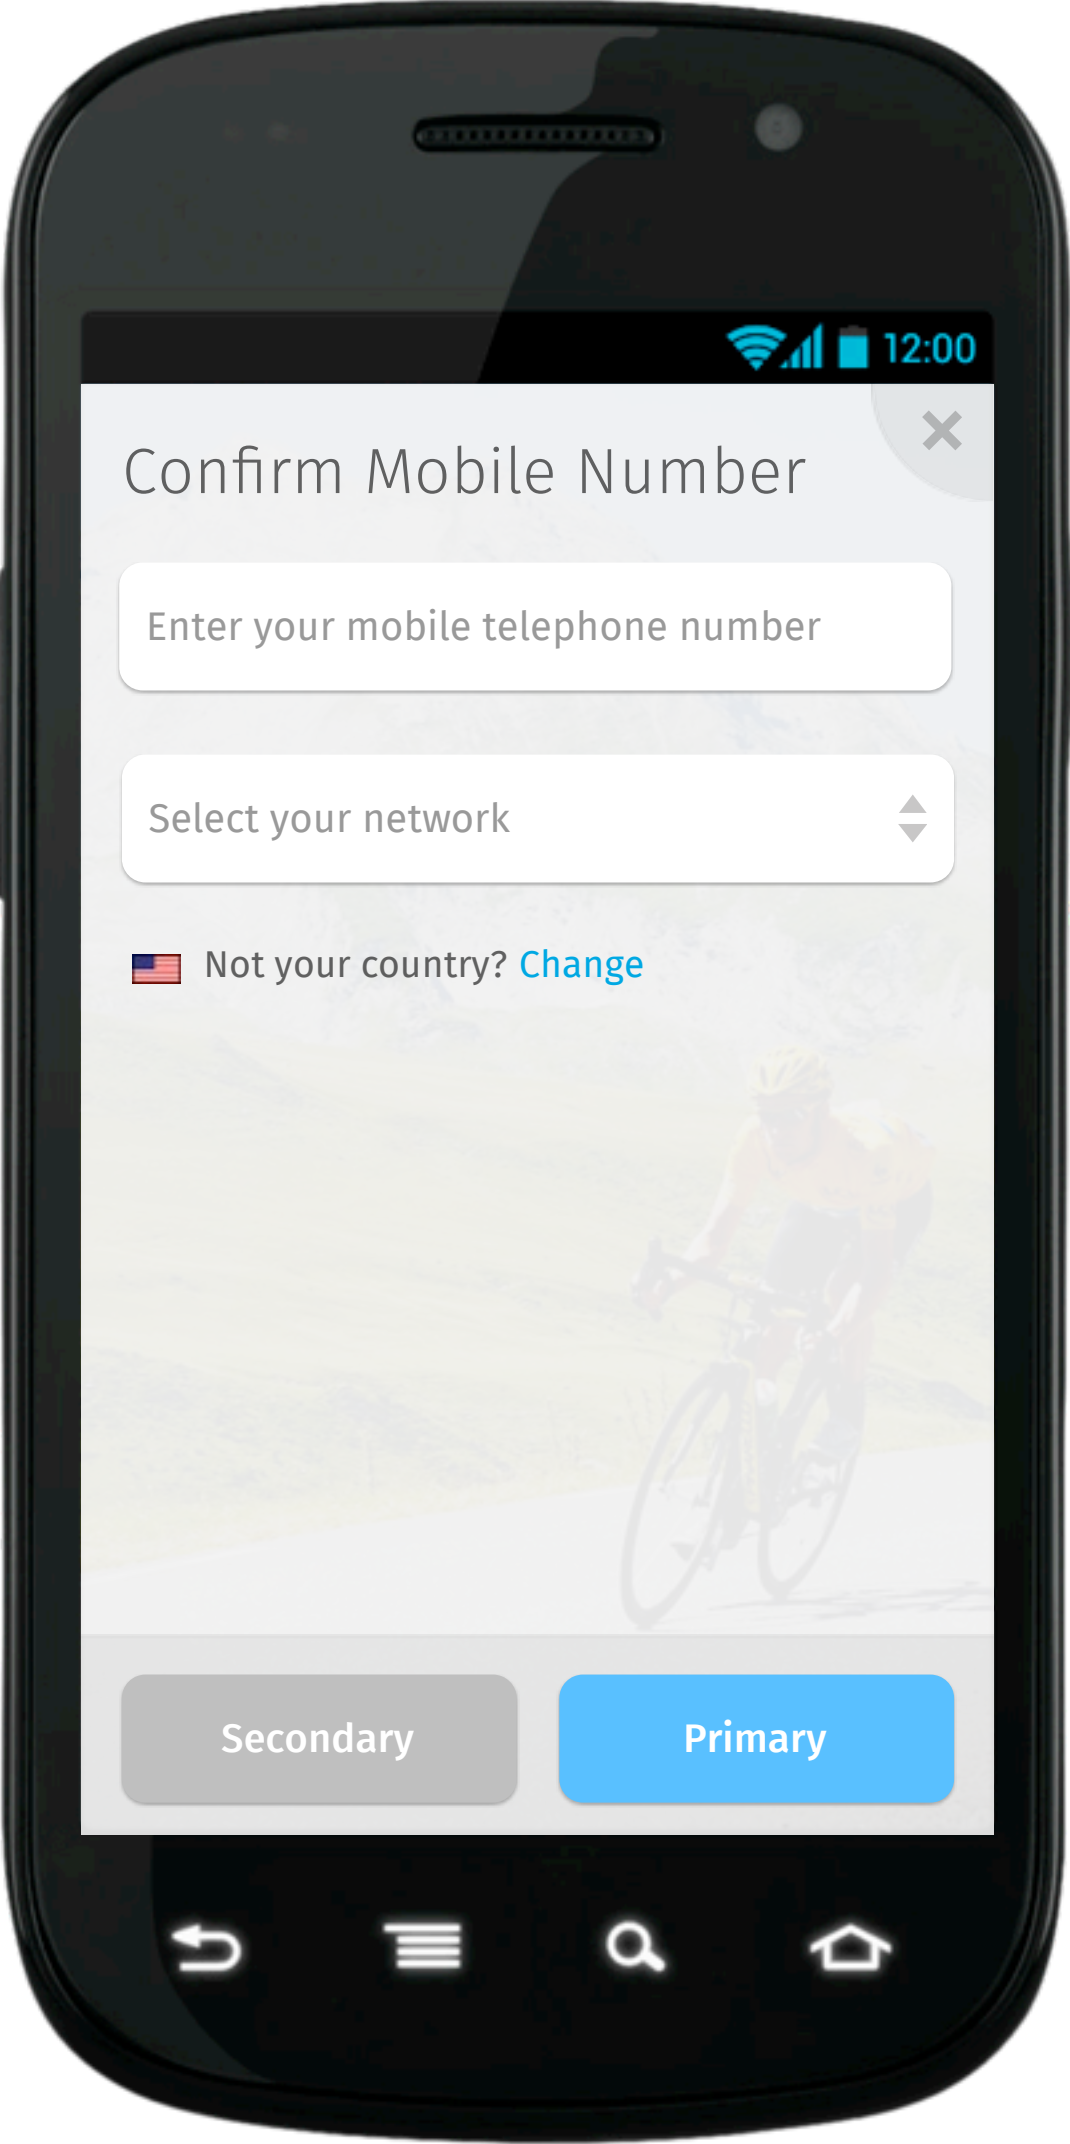 12:00
Confirm Mobile Number
Enter your mobile telephone number
Select your network
Not your country? Change
Secondary
Primary